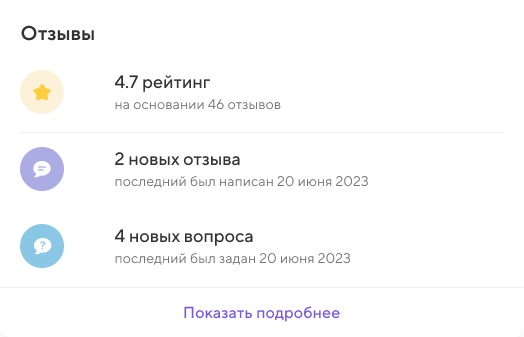 Отзывы
4.7 рейтинг
на основании 46 отзывов
2 новых отзыва
последний был написан 20 июня 2023
4 новых вопроса
последний был задан 20 июня 2023
Показать подробнее